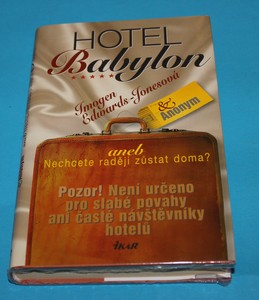 HOTEL
Babylon
Imogen
Edwards-Jonesová
& Anonym
aneb
Nechcete raději zůstat doma?
Pozor! Není určeno
pro slabé povahy
ani časté návštěvníky
hotelů
IKAR